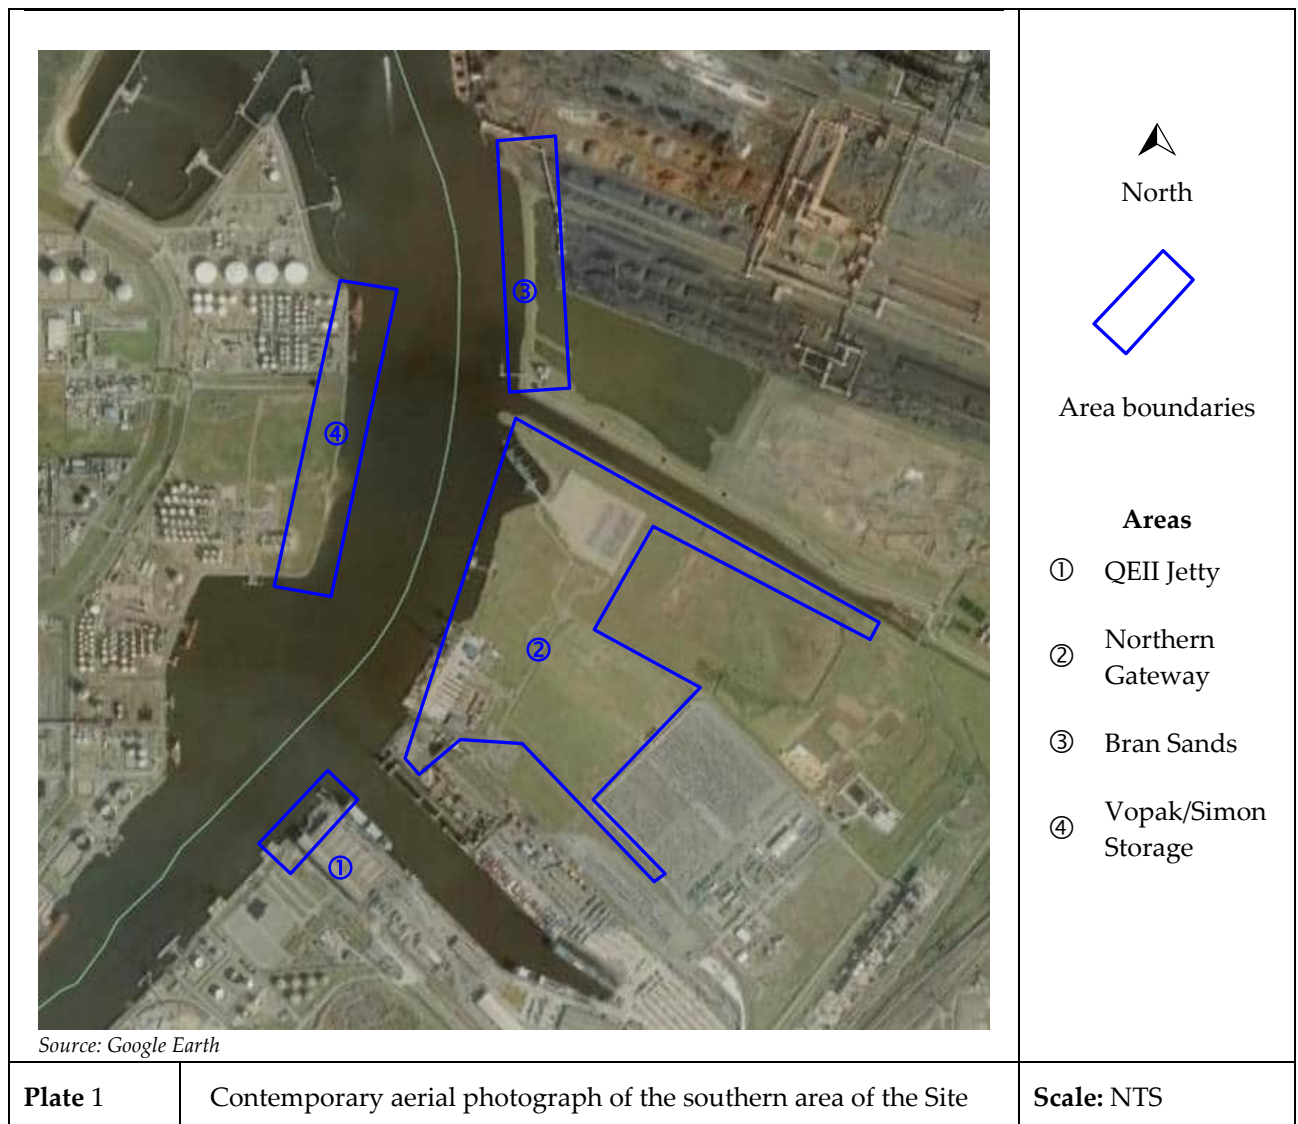 ③
④
②
①
Source: Google Earth
North
Area boundaries
Areas
① QEII Jetty
② Northern
Gateway
③ Bran Sands
④ Vopak/Simon
Storage
Plate 1
Contemporary aerial photograph of the southern area of the Site
Scale: NTS